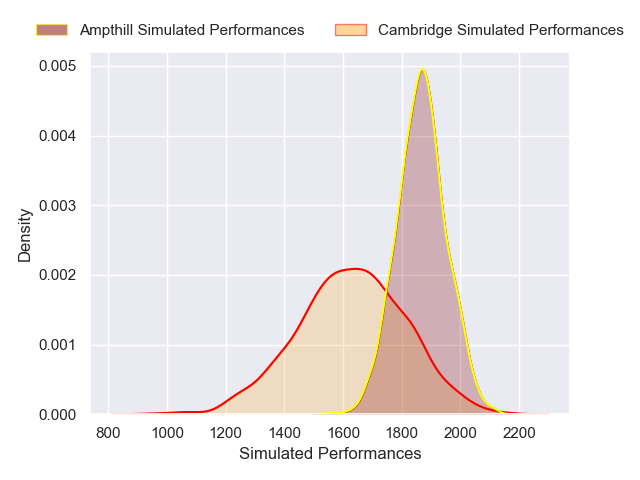 Ampthill Simulated Performances
Cambridge Simulated Performances
0.005
0.004
0.003
0.002
0.001
0.000
Density
800 1000 1200 1400 1600 1800 2000 2200
Simulated Performances